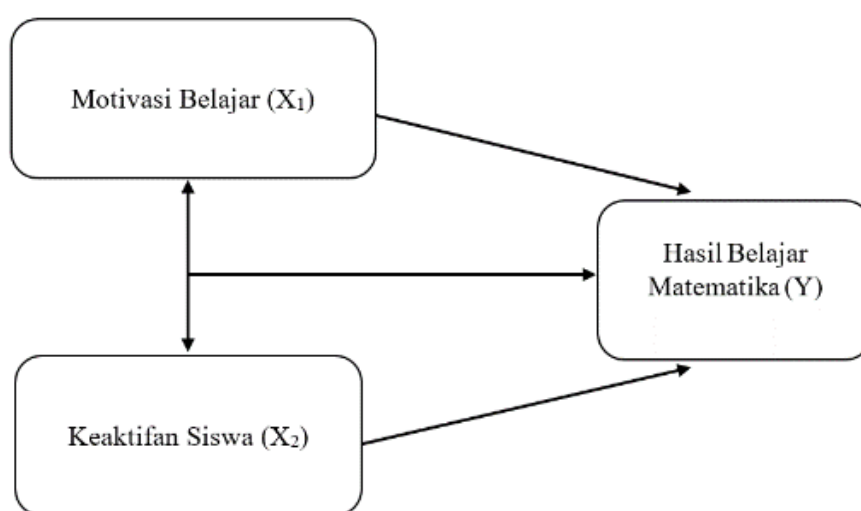 Motivasi Belajar (X₁)
Hasil Belajar
Matematika (Y)
Keaktifan Siswa (X₂)